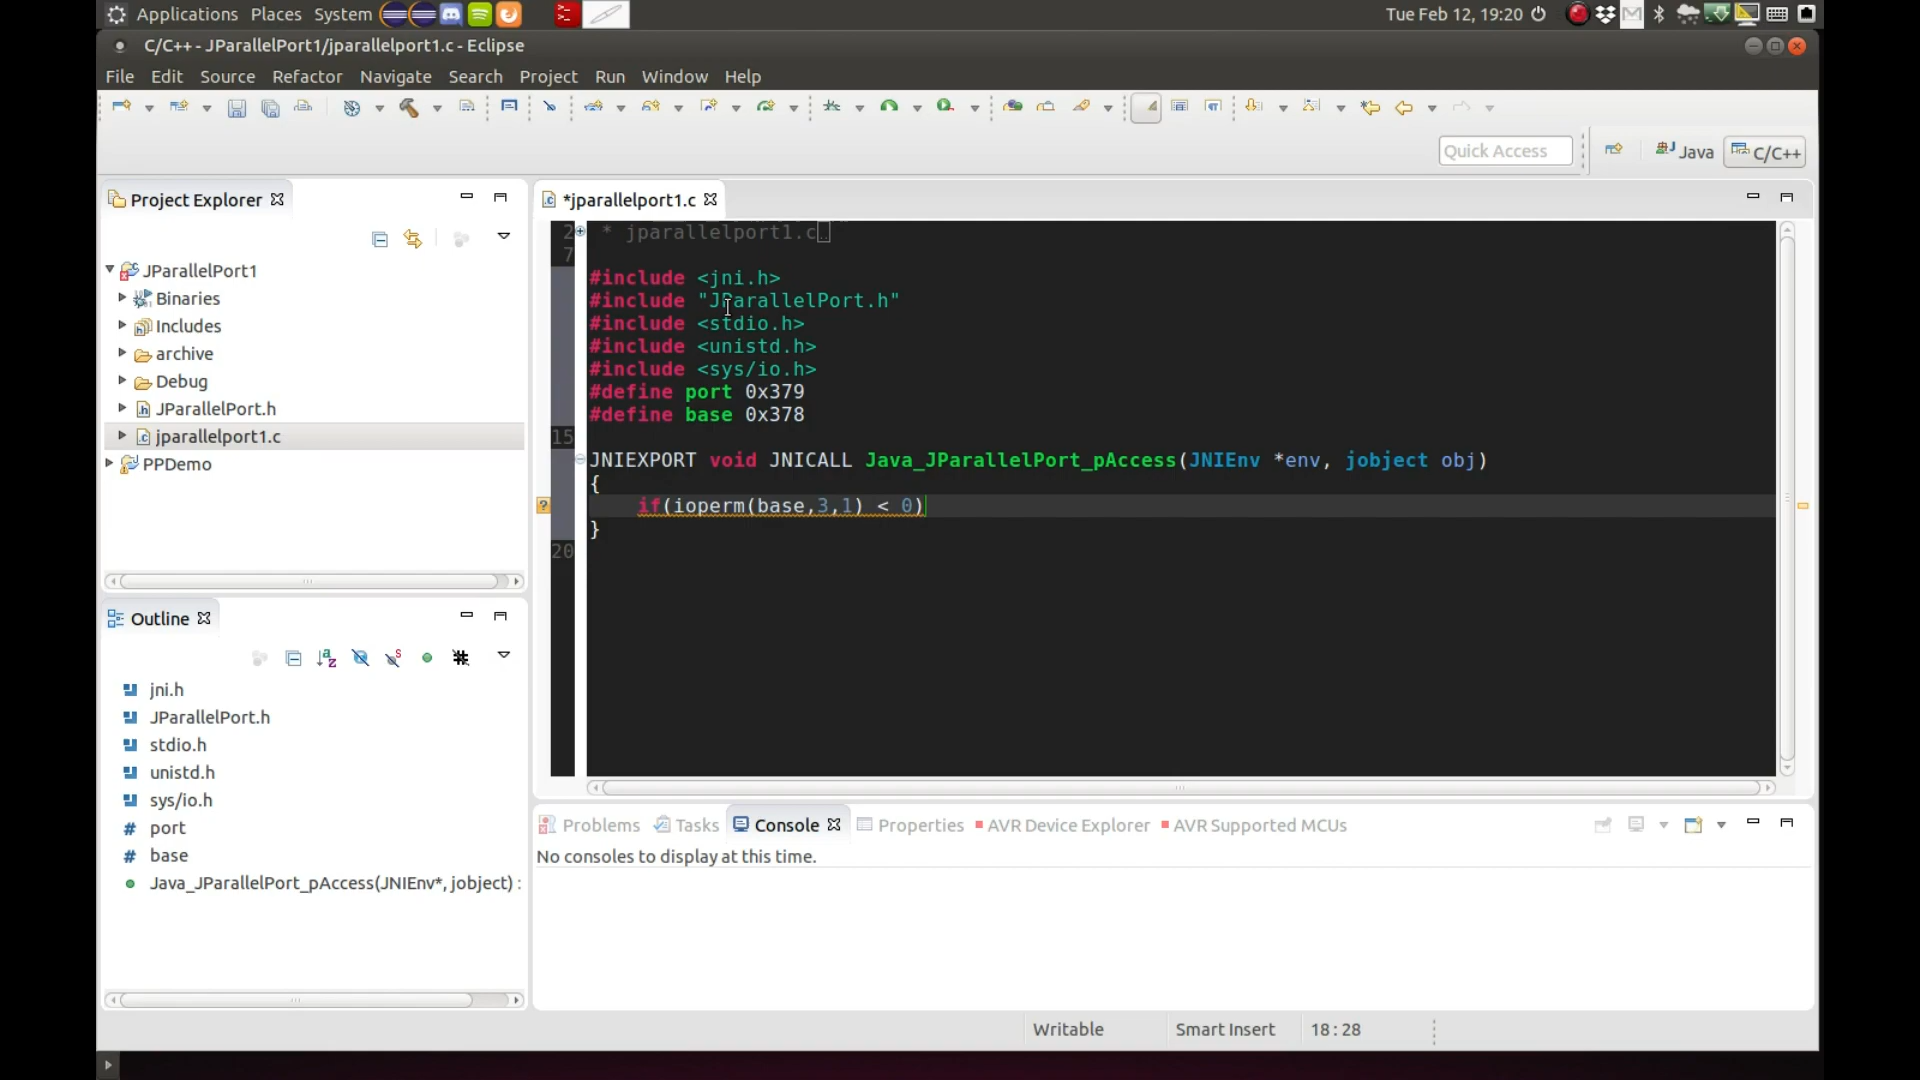 Applications Places System
Tue Feb 12, 19:20
C/C++ - JParallelPort1/jparallelport1.c - Eclipse
File Edit Source Refactor Navigate Search Project Run Window Help
Quick Access
Java
C/C++
Project Explorer
JParallelPort1
Binaries
Includes
archive
Debug
JParallelPort.h
jparallelport1.c
PPDemo
*jparallelport1.c
2 * jparallelport1.c
7
#include <jni.h>
#include "JParallelPort.h"
#include <stdio.h>
#include <unistd.h>
#include <sys/io.h>
#define port 0x379
#define base 0x378
15
JNIEXPORT void JNICALL Java_JParallelPort_pAccess(JNIEnv *env, jobject obj)
{
if(ioperm(base,3,1) < 0)
}
20
Outline
jni.h
JParallelPort.h
stdio.h
unistd.h
sys/io.h
port
base
Java_JParallelPort_pAccess(JNIEnv*, jobject) :
Problems Tasks Console Properties AVR Device Explorer AVR Supported MCUs
No consoles to display at this time.
Writable Smart Insert 18 : 28